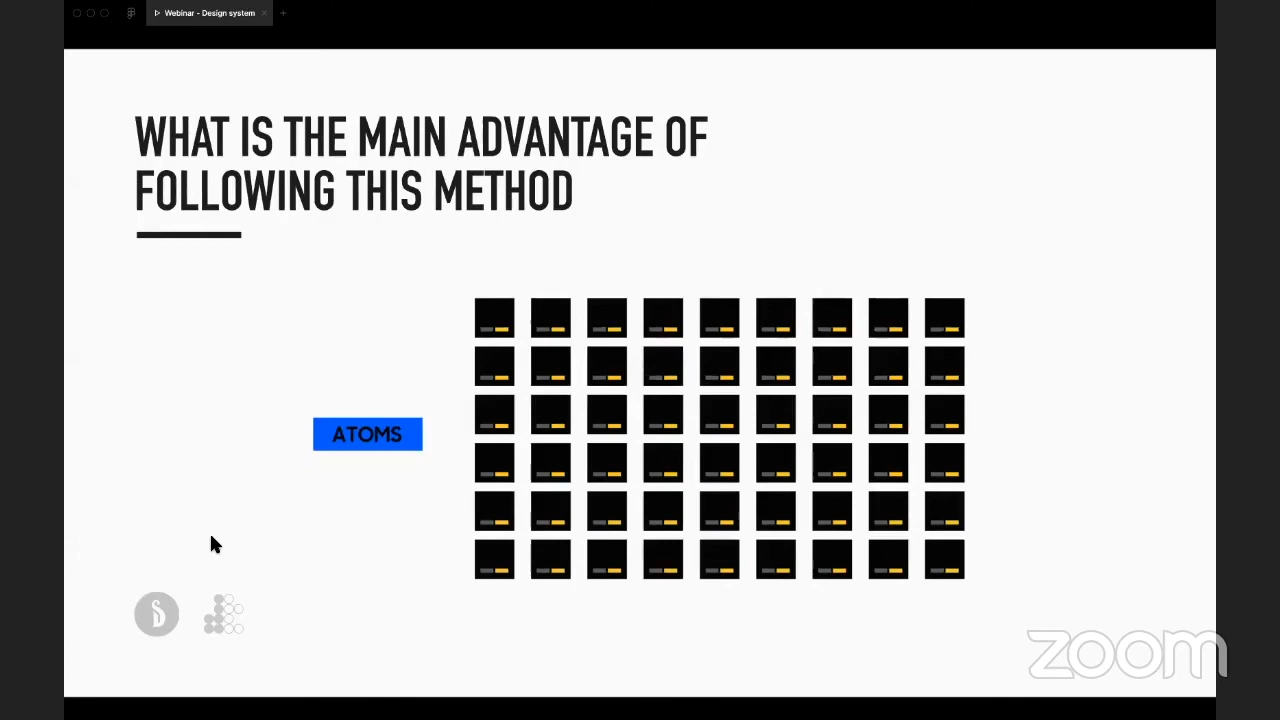 Webinar - Design system
WHAT IS THE MAIN ADVANTAGE OF
FOLLOWING THIS METHOD
ATOMS
zoom